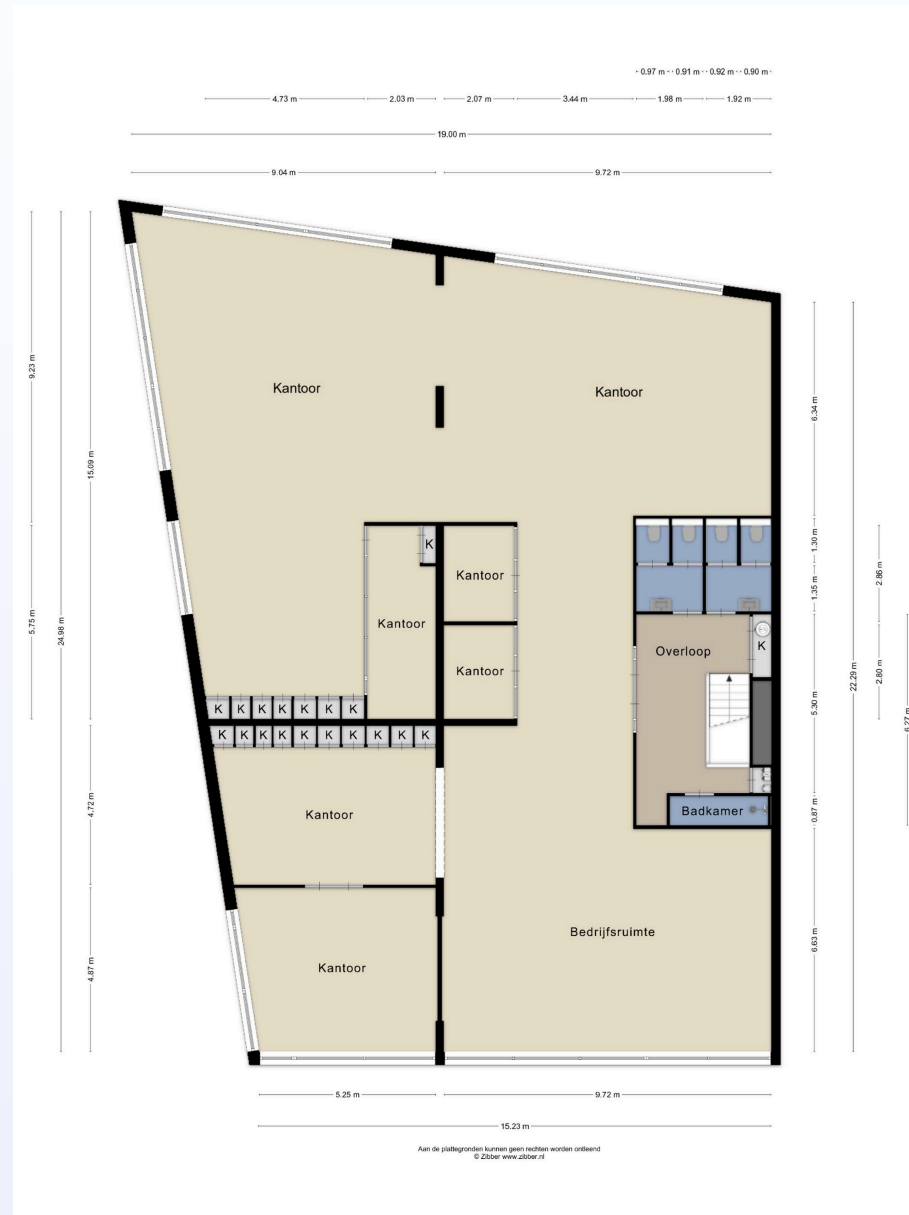 0.97 m 0.91 m 0.92 m 0.90 m
4.73 m 2.03 m 2.07 m 3.44 m 1.98 m 1.92 m
19.00 m
9.04 m 9.72 m
Kantoor Kantoor
K
Kantoor
Kantoor
Kantoor
Overloop
K
K K K K K K K
K K K K K K K K K
Kantoor
Badkamer
Bedrijfsruimte
Kantoor
9.23 m
5.75 m
24.98 m
15.09 m
4.72 m
4.87 m
6.34 m
1.30 m
1.35 m
5.30 m
0.87 m
6.63 m
22.29 m
2.86 m
2.80 m
6.27 m
5.25 m 9.72 m
15.23 m
Aan de plattegronden kunnen geen rechten worden ontleend
© Zibber www.zibber.nl